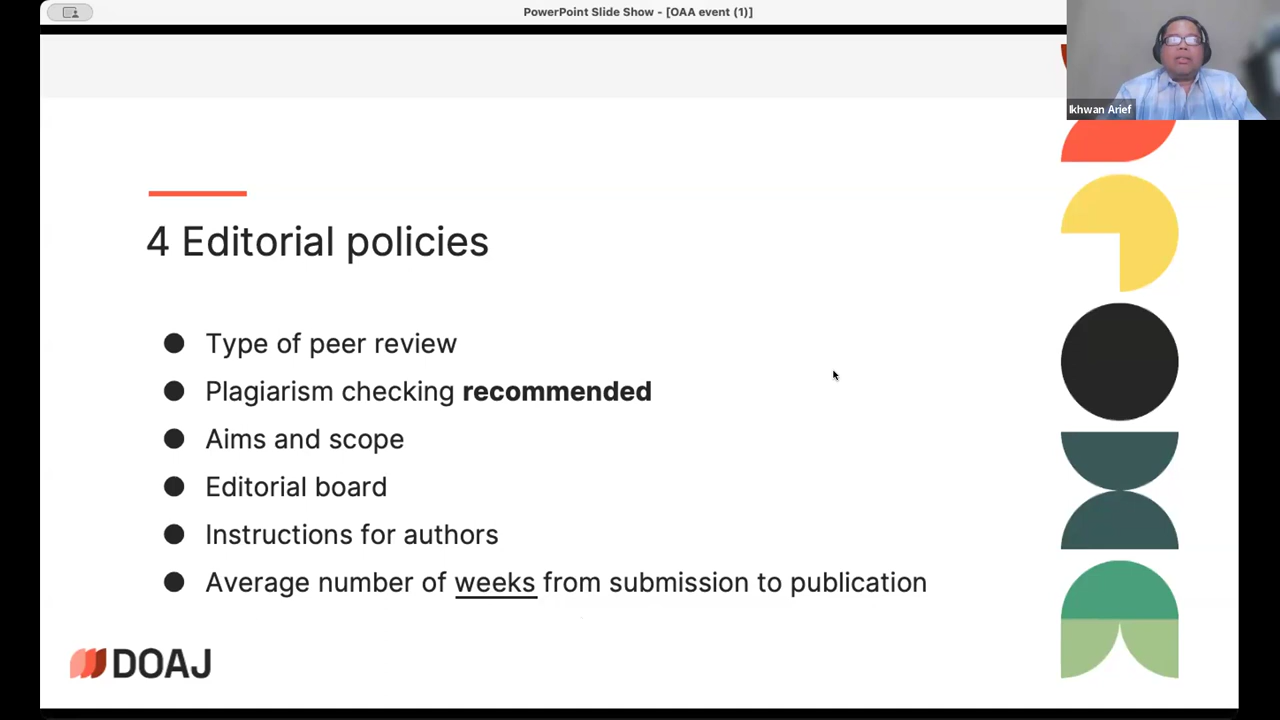 PowerPoint Slide Show - [OAA event (1)]
Ikhwan Arief
4 Editorial policies
● Type of peer review
● Plagiarism checking recommended
● Aims and scope
● Editorial board
● Instructions for authors
● Average number of weeks from submission to publication
DOAJ